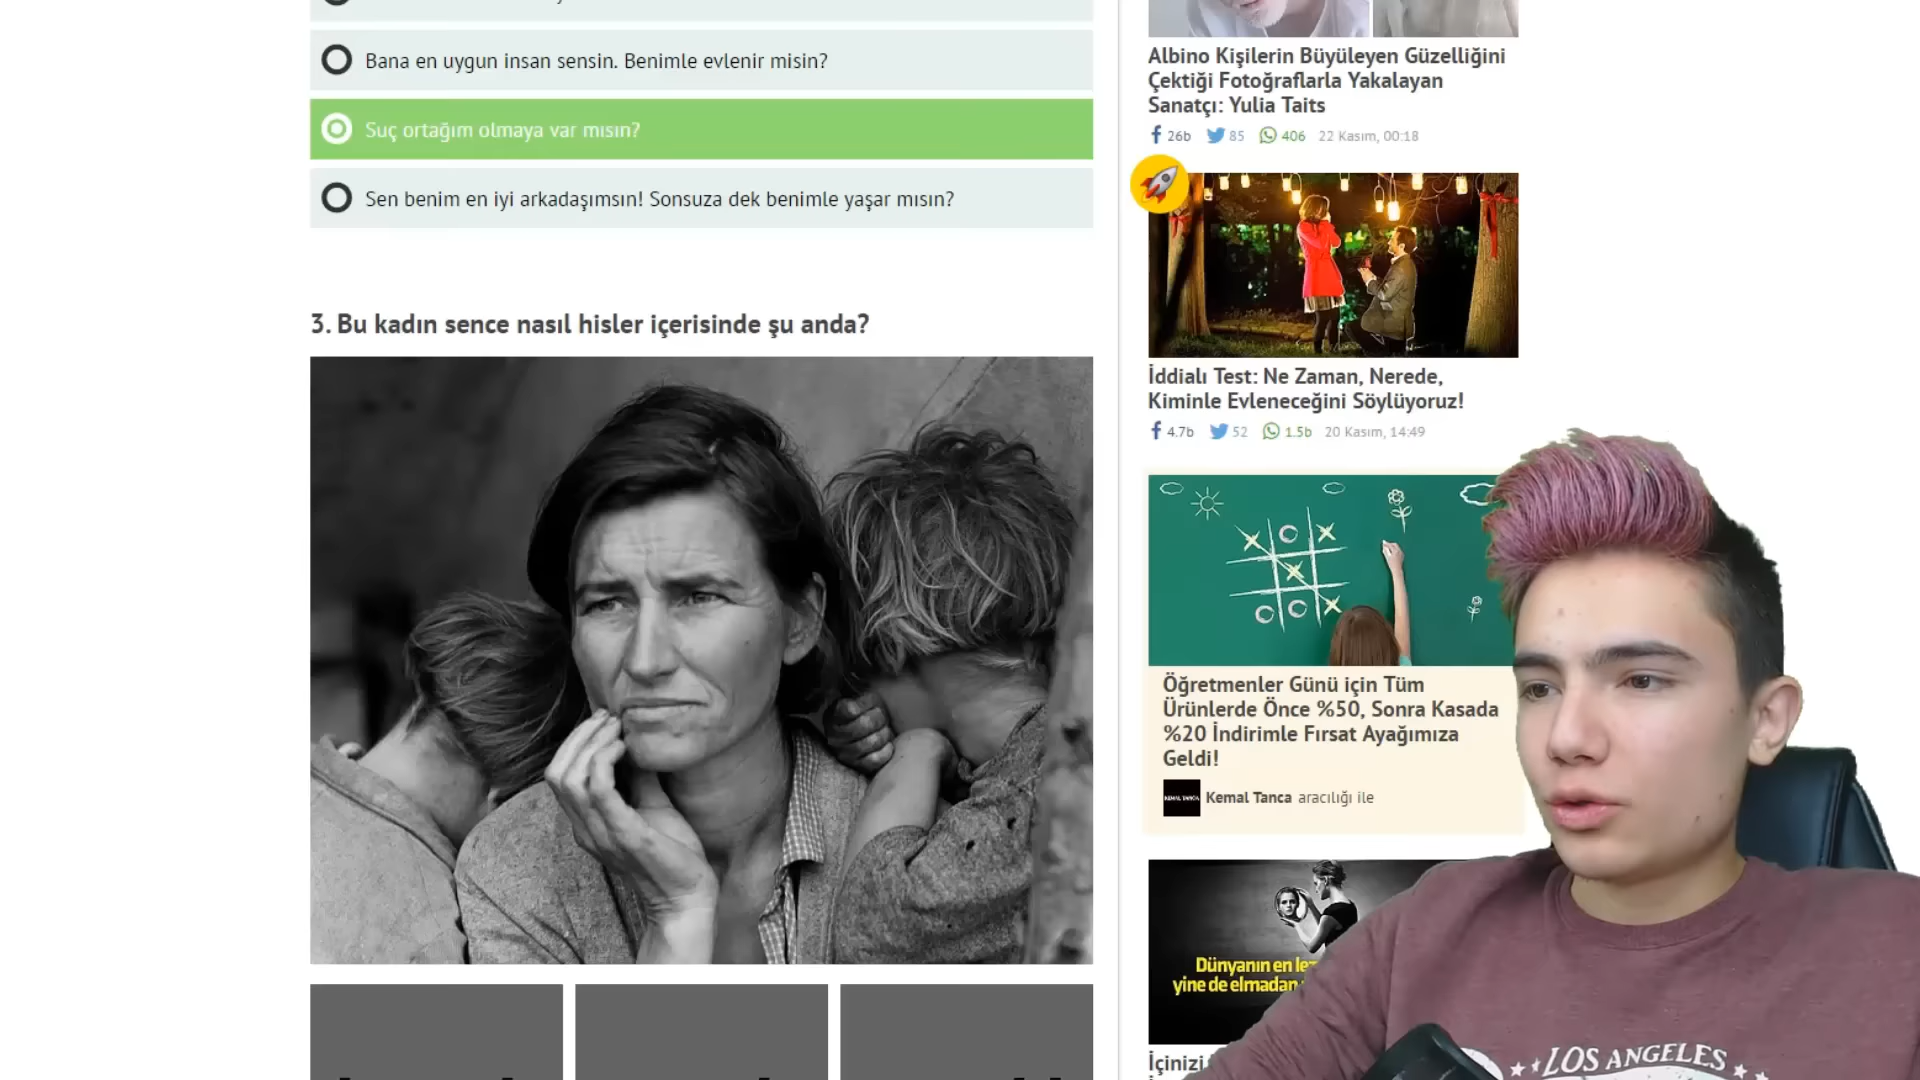 Bana en uygun insan sensin. Benimle evlenir misin?
Suç ortağım olmaya var mısın?
Sen benim en iyi arkadaşımsın! Sonsuza dek benimle yaşar mısın?
3. Bu kadın sence nasıl hisler içerisinde şu anda?
Albino Kişilerin Büyüleyen Güzelliğini
Çektiği Fotoğraflarla Yakalayan
Sanatçı: Yulia Taits
26b 85 406 22 Kasım, 00:18
İddialı Test: Ne Zaman, Nerede,
Kiminle Evleneceğini Söylüyoruz!
4.7b 52 1.5b 20 Kasım, 14:49
Öğretmenler Günü için Tüm
Ürünlerde Önce %50, Sonra Kasada
%20 İndirimle Fırsat Ayağımıza
Geldi!
KEMAL TANCA
Kemal Tanca aracılığı ile
Dünyanın en
yine de elmadan
İçinizi
LOS ANGELES